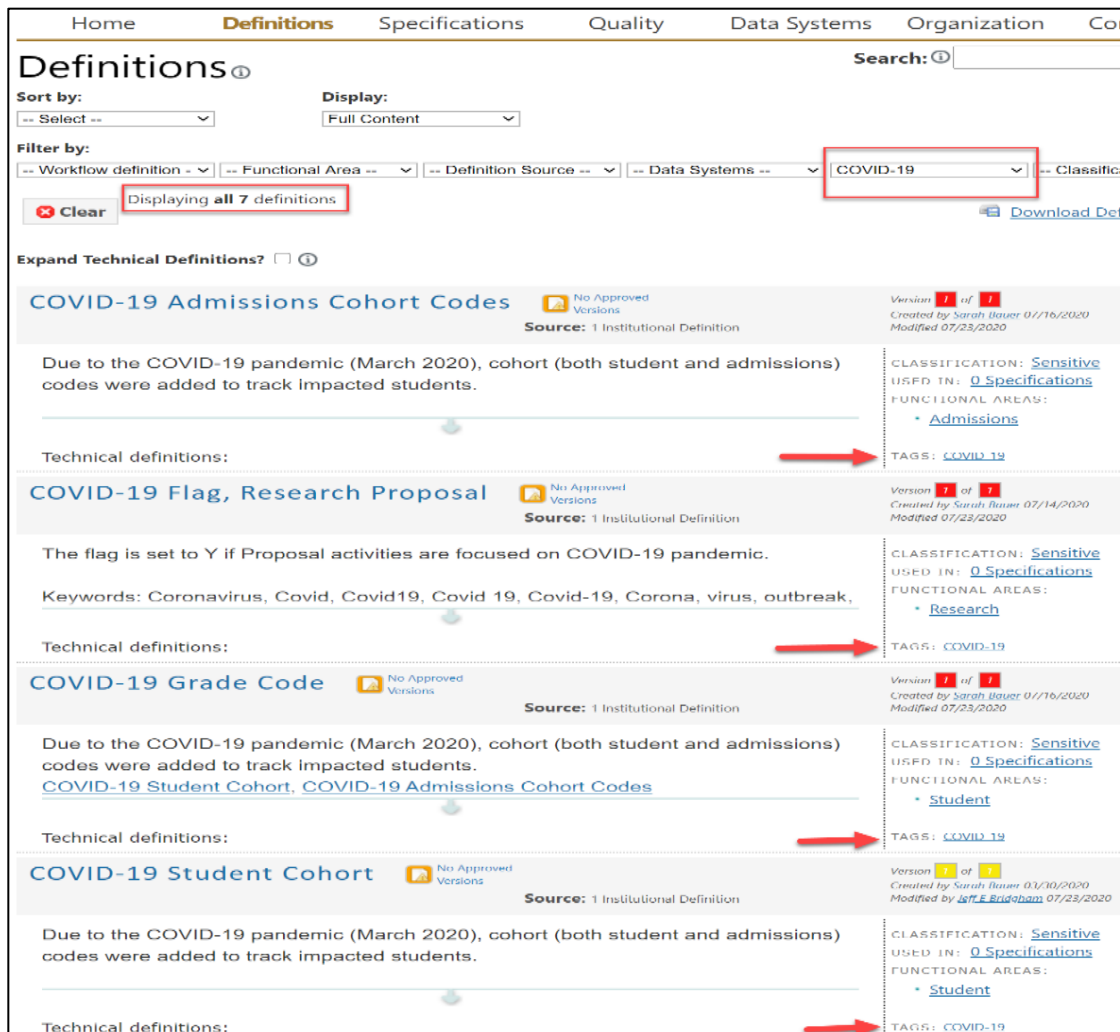 Home Definitions Specifications Quality Data Systems Organization Co
Definitions
Search:
Sort by: Display:
-- Select -- Full Content
Filter by:
-- Workflow definition - -- Functional Area -- -- Definition Source -- -- Data Systems -- COVID-19 -- Classific
Clear Displaying all 7 definitions
Download Def
Expand Technical Definitions?
COVID-19 Admissions Cohort Codes No Approved Versions
Source: 1 Institutional Definition
Version 1 of 1
Created by Sarah Bauer 07/16/2020
Modified 07/23/2020
Due to the COVID-19 pandemic (March 2020), cohort (both student and admissions)
codes were added to track impacted students.
Technical definitions:
CLASSIFICATION: Sensitive
USED IN: 0 Specifications
FUNCTIONAL AREAS:
• Admissions
TAGS: COVID-19
COVID-19 Flag, Research Proposal No Approved Versions
Source: 1 Institutional Definition
Version 1 of 1
Created by Sarah Bauer 07/14/2020
Modified 07/23/2020
The flag is set to Y if Proposal activities are focused on COVID-19 pandemic.
Keywords: Coronavirus, Covid, Covid19, Covid 19, Covid-19, Corona, virus, outbreak,
Technical definitions:
CLASSIFICATION: Sensitive
USED IN: 0 Specifications
FUNCTIONAL AREAS:
• Research
TAGS: COVID-19
COVID-19 Grade Code No Approved Versions
Source: 1 Institutional Definition
Version 1 of 1
Created by Sarah Bauer 07/16/2020
Modified 07/23/2020
Due to the COVID-19 pandemic (March 2020), cohort (both student and admissions)
codes were added to track impacted students.
COVID-19 Student Cohort, COVID-19 Admissions Cohort Codes
Technical definitions:
CLASSIFICATION: Sensitive
USED IN: 0 Specifications
FUNCTIONAL AREAS:
• Student
TAGS: COVID-19
COVID-19 Student Cohort No Approved Versions
Source: 1 Institutional Definition
Version 1 of 1
Created by Sarah Bauer 03/30/2020
Modified by Jeff E Bridgham 07/23/2020
Due to the COVID-19 pandemic (March 2020), cohort (both student and admissions)
codes were added to track impacted students.
Technical definitions:
CLASSIFICATION: Sensitive
USED IN: 0 Specifications
FUNCTIONAL AREAS:
• Student
TAGS: COVID-19